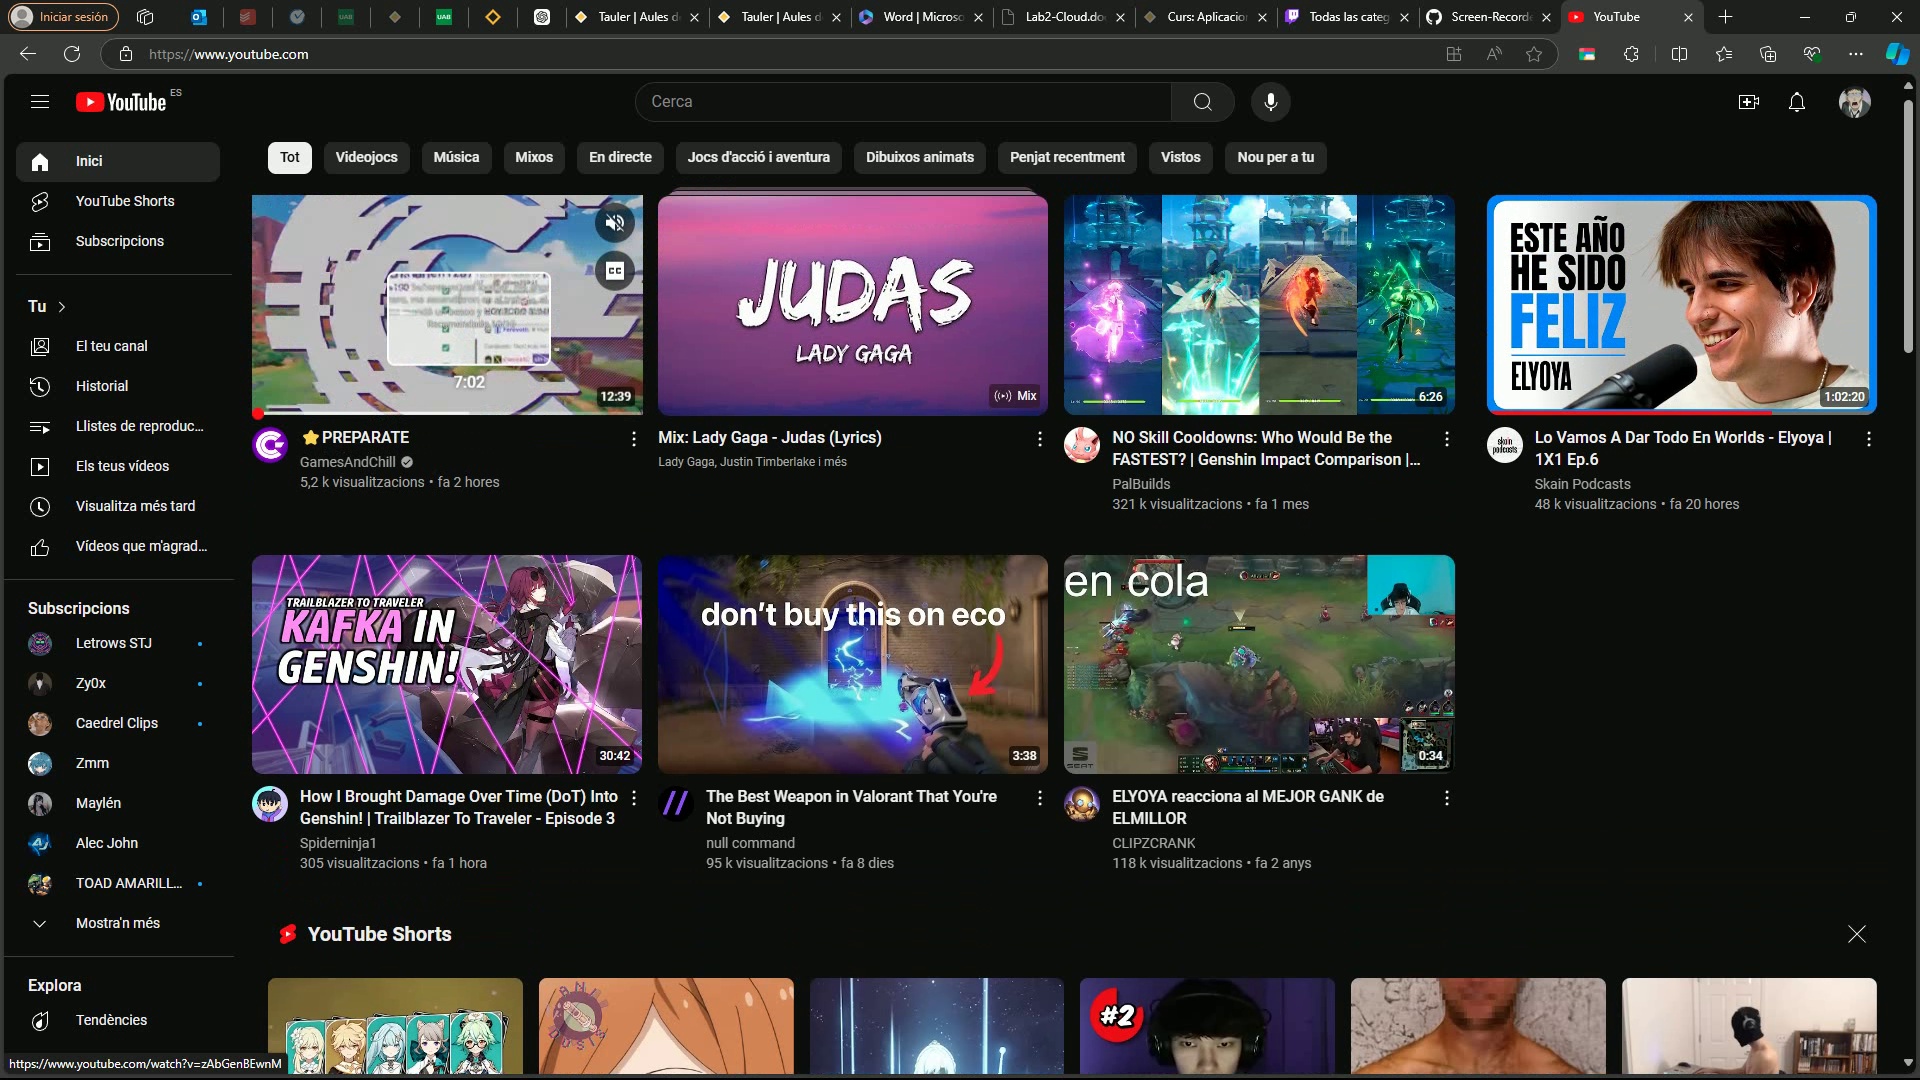 Iniciar sesión
Tauler | Aules d
Tauler | Aules d
Word | Micros
Lab2-Cloud.do
Curs: Aplicacio
Todas las categ
Screen-Record
YouTube
https://www.youtube.com
YouTube ES
Cerca
Tot
Videojocs
Música
Mixos
En directe
Jocs d'acció i aventura
Dibuixos animats
Penjat recentment
Vistos
Nou per a tu
Inici
YouTube Shorts
Subscripcions
Tu
El teu canal
Historial
Llistes de reproduc...
Els teus vídeos
Visualitza més tard
Vídeos que m'agrad...
Subscripcions
Letrows STJ
Zy0x
Caedrel Clips
Zmm
Maylén
Alec John
TOAD AMARILL...
Mostra'n més
Explora
Tendències
https://www.youtube.com/watch?v=zAbGenBEwnM
CC
7:02
12:39
⭐PREPARATE
GamesAndChill
5,2 k visualitzacions • fa 2 hores
JUDAS
LADY GAGA
Mix
Mix: Lady Gaga - Judas (Lyrics)
Lady Gaga, Justin Timberlake i més
6:26
NO Skill Cooldowns: Who Would Be the
FASTEST? | Genshin Impact Comparison |...
PalBuilds
321 k visualitzacions • fa 1 mes
ESTE AÑO
HE SIDO
FELIZ
ELYOYA
1:02:20
skain
podcasts
Lo Vamos A Dar Todo En Worlds - Elyoya |
1X1 Ep.6
Skain Podcasts
48 k visualitzacions • fa 20 hores
TRAILBLAZER TO TRAVELER
KAFKA IN
GENSHIN!
30:42
How I Brought Damage Over Time (DoT) Into
Genshin! | Trailblazer To Traveler - Episode 3
Spiderninja1
305 visualitzacions • fa 1 hora
don't buy this on eco
3:38
The Best Weapon in Valorant That You're
Not Buying
null command
95 k visualitzacions • fa 8 dies
en cola
SEAT
0:34
ELYOYA reacciona al MEJOR GANK de
ELMILLOR
CLIPZCRANK
118 k visualitzacions • fa 2 anys
YouTube Shorts
#2